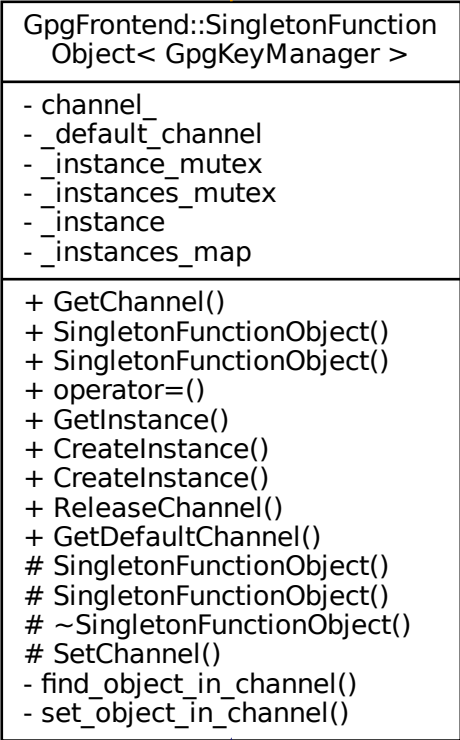 GpgFrontend::SingletonFunction
Object< GpgKeyManager >
- channel_
- _default_channel
- _instance_mutex
- _instances_mutex
- _instance
- _instances_map
+ GetChannel()
+ SingletonFunctionObject()
+ SingletonFunctionObject()
+ operator=()
+ GetInstance()
+ CreateInstance()
+ CreateInstance()
+ ReleaseChannel()
+ GetDefaultChannel()
# SingletonFunctionObject()
# SingletonFunctionObject()
# ~SingletonFunctionObject()
# SetChannel()
- find_object_in_channel()
- set_object_in_channel()